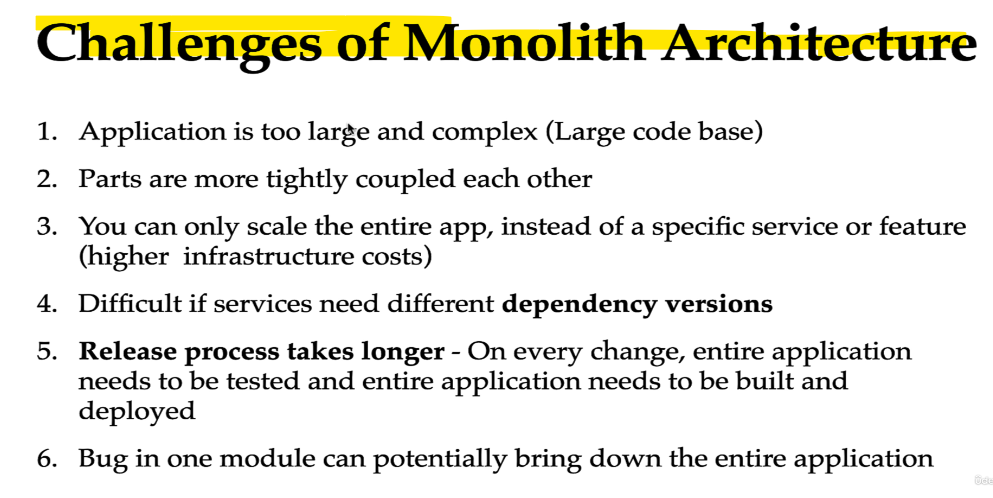 Challenges of Monolith Architecture
1. Application is too large and complex (Large code base)
2. Parts are more tightly coupled each other
3. You can only scale the entire app, instead of a specific service or feature
(higher infrastructure costs)
4. Difficult if services need different dependency versions
5. Release process takes longer - On every change, entire application
needs to be tested and entire application needs to be built and
deployed
6. Bug in one module can potentially bring down the entire application